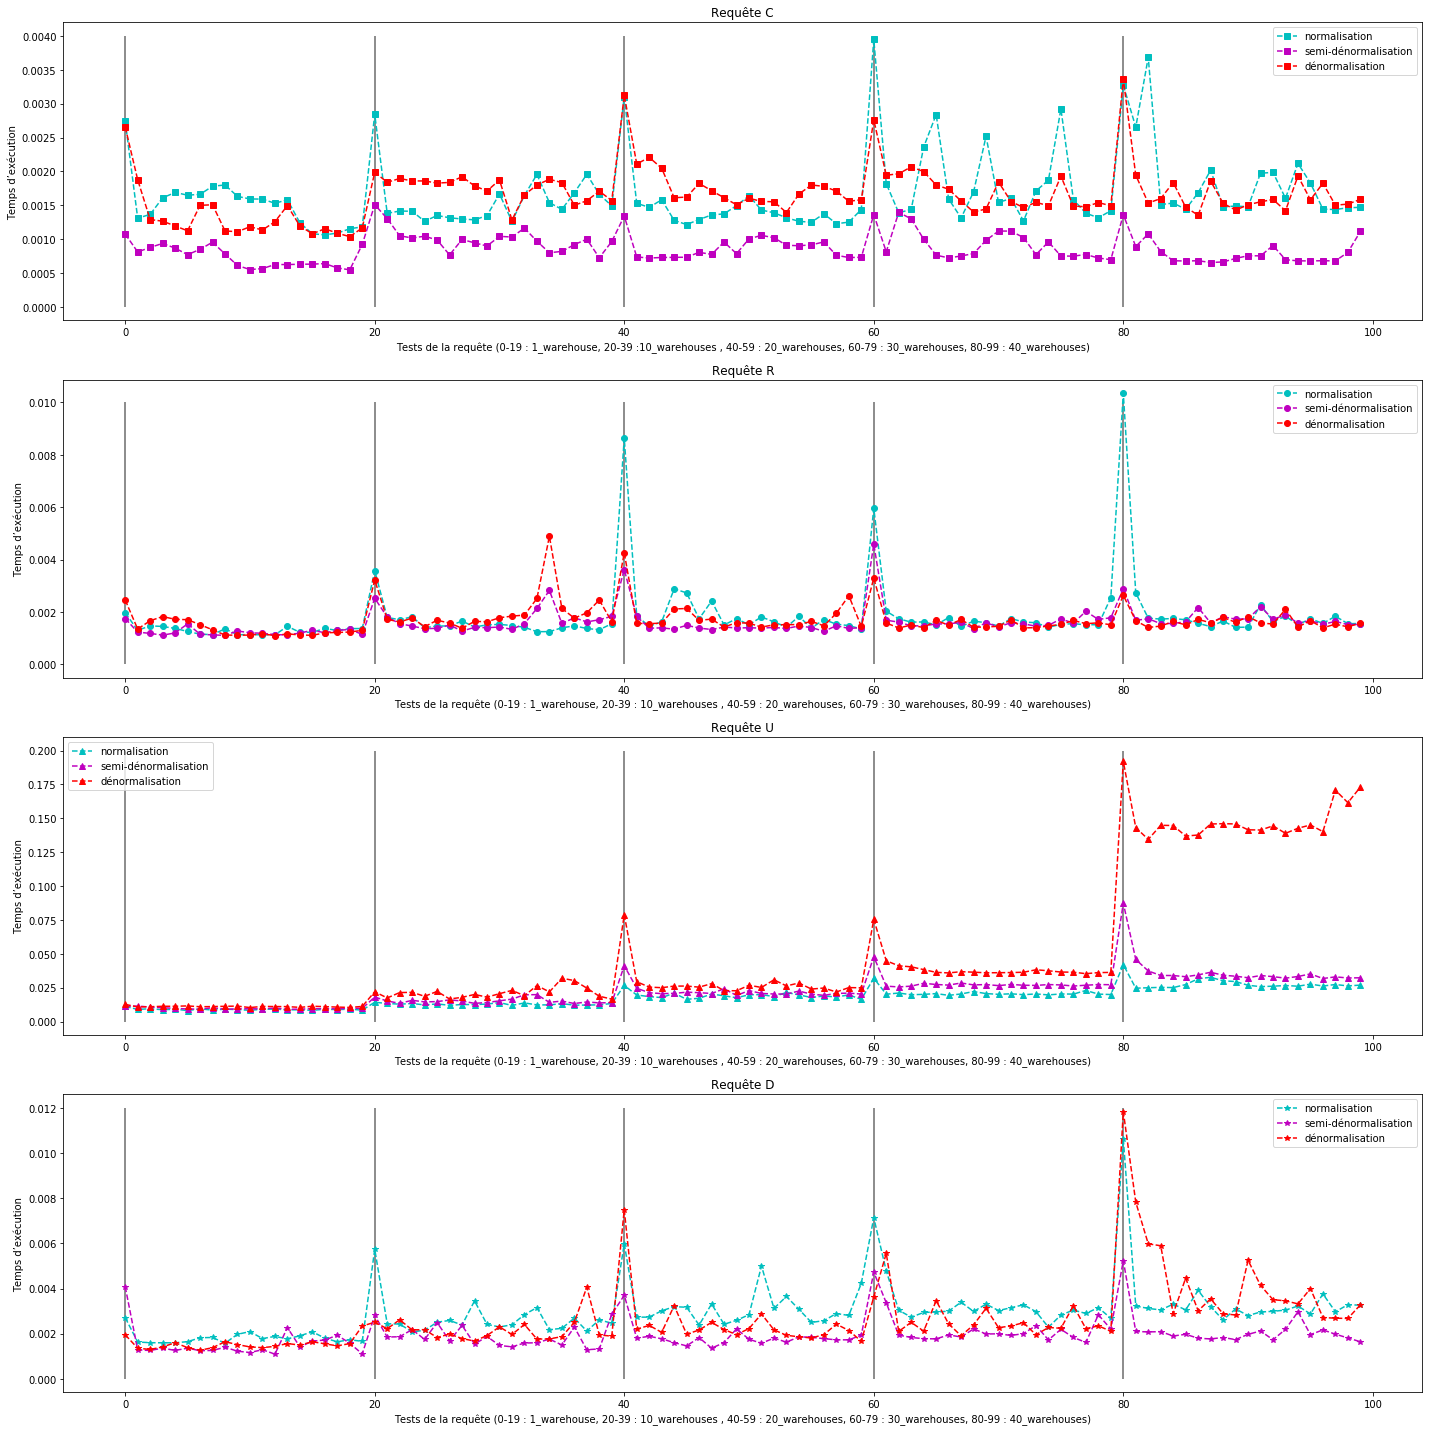 Requête C
Temps d'exécution
0.0040
0.0035
0.0030
0.0025
0.0020
0.0015
0.0010
0.0005
0.0000
normalisation
semi-dénormalisation
dénormalisation
0 20 40 60 80 100
Tests de la requête (0-19 : 1_warehouse, 20-39 :10_warehouses , 40-59 : 20_warehouses, 60-79 : 30_warehouses, 80-99 : 40_warehouses)
Requête R
Temps d'exécution
0.010
0.008
0.006
0.004
0.002
0.000
normalisation
semi-dénormalisation
dénormalisation
0 20 40 60 80 100
Tests de la requête (0-19 : 1_warehouse, 20-39 : 10_warehouses , 40-59 : 20_warehouses, 60-79 : 30_warehouses, 80-99 : 40_warehouses)
Requête U
Temps d'exécution
0.200
0.175
0.150
0.125
0.100
0.075
0.050
0.025
0.000
normalisation
semi-dénormalisation
dénormalisation
0 20 40 60 80 100
Tests de la requête (0-19 : 1_warehouse, 20-39 : 10_warehouses , 40-59 : 20_warehouses, 60-79 : 30_warehouses, 80-99 : 40_warehouses)
Requête D
Temps d'exécution
0.012
0.010
0.008
0.006
0.004
0.002
0.000
normalisation
semi-dénormalisation
dénormalisation
0 20 40 60 80 100
Tests de la requête (0-19 : 1_warehouse, 20-39 : 10_warehouses , 40-59 : 20_warehouses, 60-79 : 30_warehouses, 80-99 : 40_warehouses)